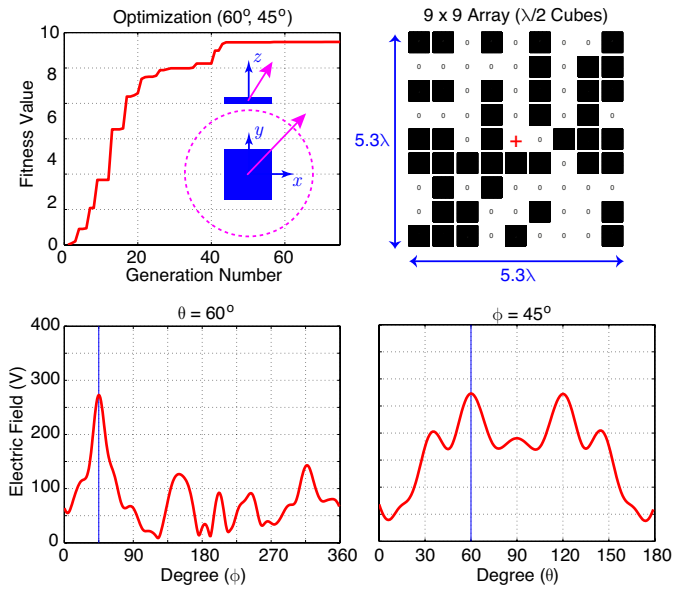 Optimization (60°, 45°)
Fitness Value
10
8
6
4
2
0
0
20
40
60
Generation Number
z
y
x
9 x 9 Array (λ/2 Cubes)
5.3λ
5.3λ
θ = 60°
Electric Field (V)
400
300
200
100
0
0
90
180
270
360
Degree (ϕ)
ϕ = 45°
0
30
60
90
120
150
180
Degree (θ)